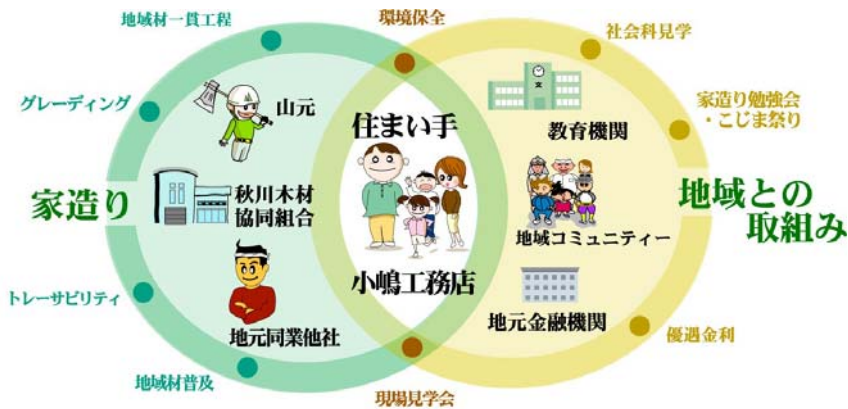 地域材一貫工程
環境保全
社会科見学
グレーディング
山元
住まい手
文
教育機関
家造り勉強会
・こじま祭り
家造り
秋川木材
協同組合
地域コミュニティー
地域との
取組み
小嶋工務店
トレーサビリティ
地元同業他社
地元金融機関
優遇金利
地域材普及
現場見学会